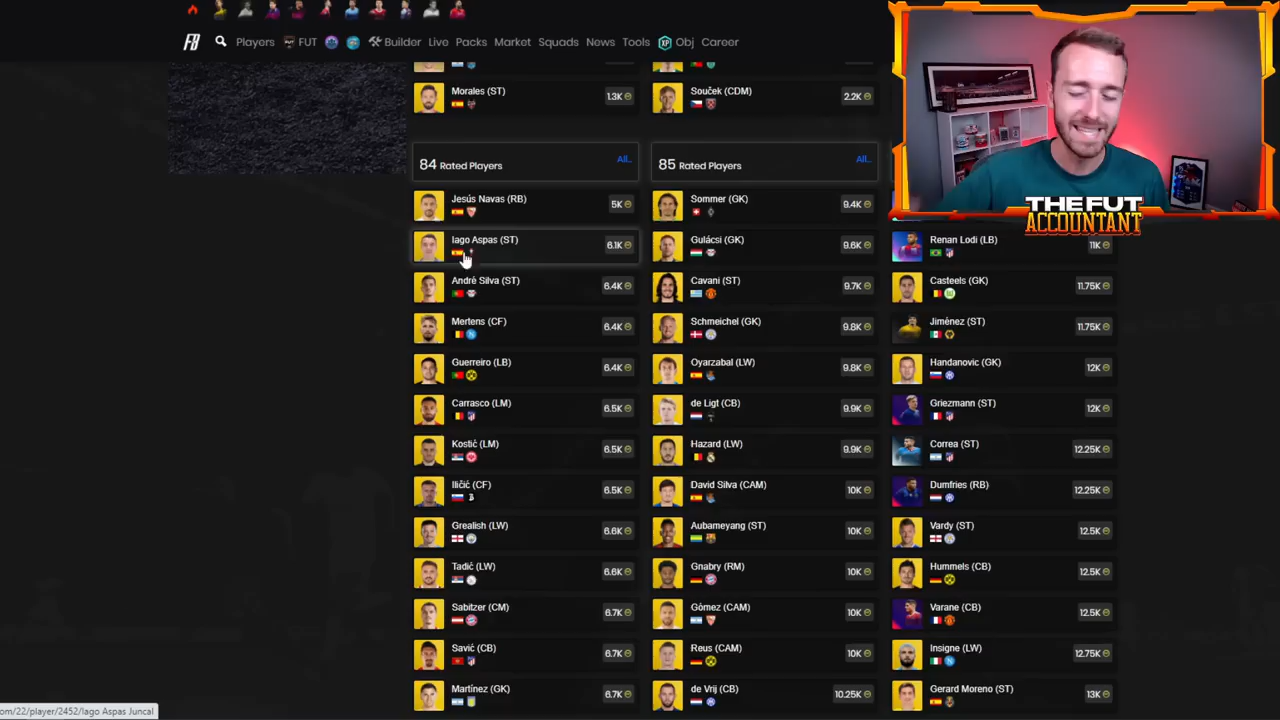 FB
Players
FUT
Builder
Live
Packs
Market
Squads
News
Tools
XP
Obj
Career
Morales (ST)
1.3K
Souček (CDM)
2.2K
THE FUT
ACCOUNTANT
84 Rated Players
All..
Jesús Navas (RB)
5K
Iago Aspas (ST)
6.1K
André Silva (ST)
6.4K
Mertens (CF)
6.4K
Guerreiro (LB)
6.4K
Carrasco (LM)
6.5K
Kostić (LM)
6.5K
Iličić (CF)
6.5K
Grealish (LW)
6.6K
Tadić (LW)
6.6K
Sabitzer (CM)
6.7K
Savić (CB)
6.7K
Martínez (GK)
6.7K
85 Rated Players
All..
Sommer (GK)
9.4K
Gulácsi (GK)
9.6K
Cavani (ST)
9.7K
Schmeichel (GK)
9.8K
Oyarzabal (LW)
9.8K
de Ligt (CB)
9.9K
Hazard (LW)
9.9K
David Silva (CAM)
10K
Aubameyang (ST)
10K
Gnabry (RM)
10K
Gómez (CAM)
10K
Reus (CAM)
10K
de Vrij (CB)
10.25K
Renan Lodi (LB)
11K
Casteels (GK)
11.75K
Jiménez (ST)
11.75K
Handanovic (GK)
12K
Griezmann (ST)
12K
Correa (ST)
12.25K
Dumfries (RB)
12.25K
Vardy (ST)
12.5K
Hummels (CB)
12.5K
Varane (CB)
12.5K
Insigne (LW)
12.75K
Gerard Moreno (ST)
13K
om/22/player/2452/Iago Aspas Juncal